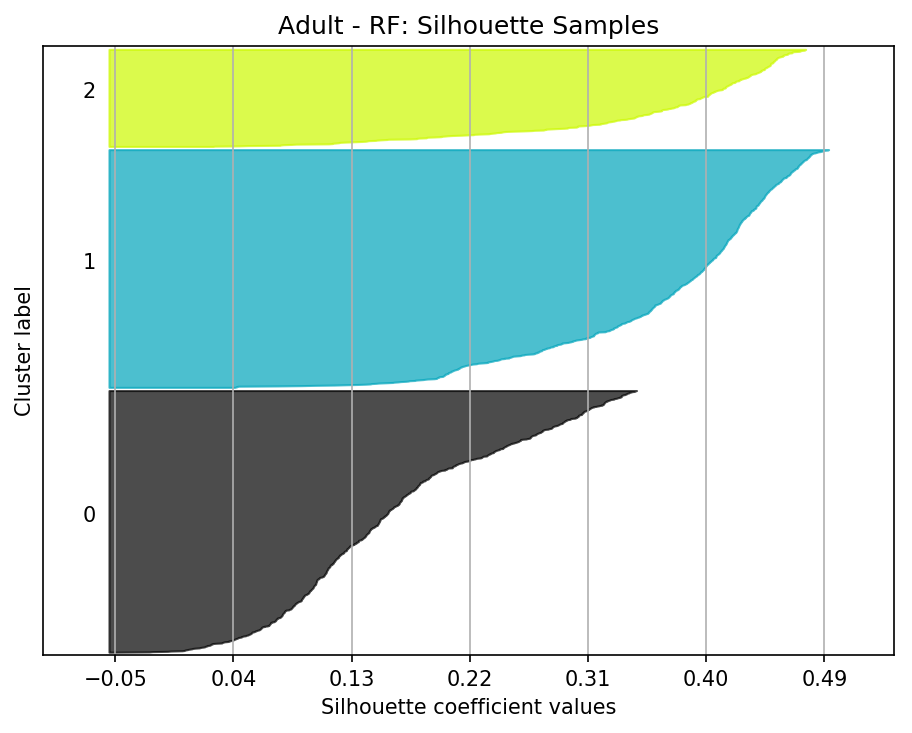 Adult - RF: Silhouette Samples
2
1
0
Cluster label
−0.05 0.04 0.13 0.22 0.31 0.40 0.49
Silhouette coefficient values